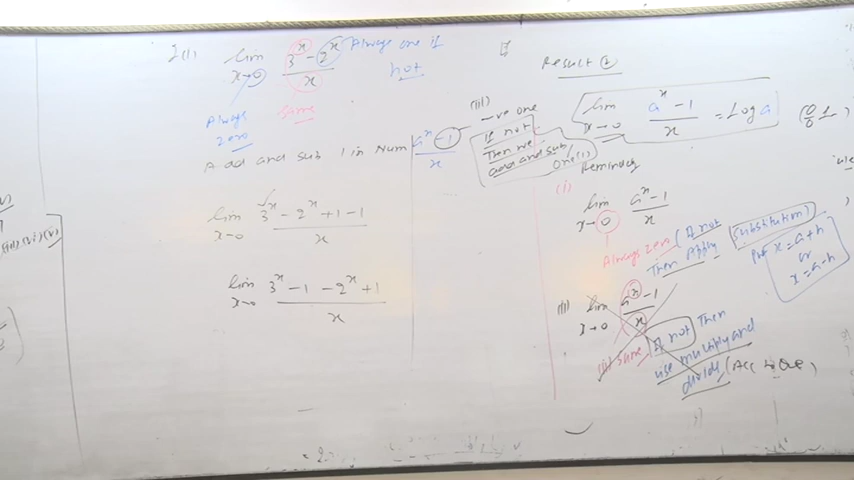 I(i) lim x→0 (3^x - 2^x)/x Always one if not
Always zero
same
Add and sub 1 in Num
lim x→0 (3^x - 2^x + 1 - 1)/x
lim x→0 (3^x - 1 - 2^x + 1)/x
(a^x - 1)/x
(iii) -ve one
If not
Then we
add and sub
one(1)
Result
lim x→0 (a^x - 1)/x = Log a
Reminding
(i) lim x→0 (a^x - 1)/x
Always zero (If not
Then Apply
(substitution)
Put x = a+h
or
x = a-h
(ii) lim x→0 (a^x - 1)/x
(ii) same If not Then
use multiply and
divide